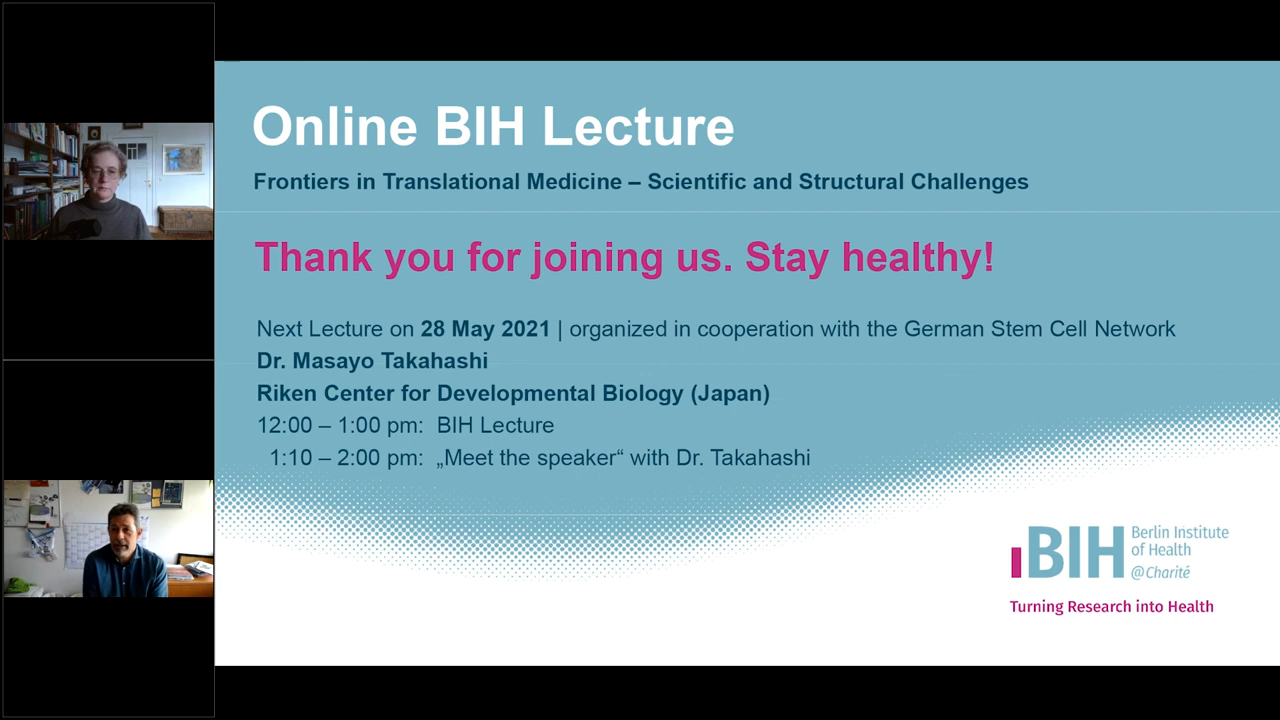 Online BIH Lecture
Frontiers in Translational Medicine – Scientific and Structural Challenges
Thank you for joining us. Stay healthy!
Next Lecture on 28 May 2021 | organized in cooperation with the German Stem Cell Network
Dr. Masayo Takahashi
Riken Center for Developmental Biology (Japan)
12:00 – 1:00 pm: BIH Lecture
1:10 – 2:00 pm: „Meet the speaker“ with Dr. Takahashi
BIH Berlin Institute
of Health
@Charité
Turning Research into Health